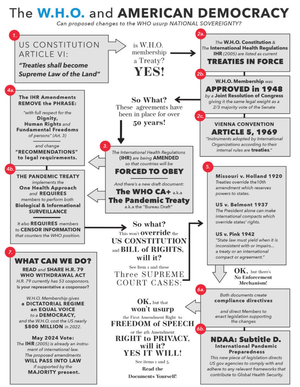 The W.H.O. and AMERICAN DEMOCRACY
Can proposed changes to the WHO usurp NATIONAL SOVEREIGNTY?
1.
US CONSTITUTION
ARTICLE VI:
"Treaties shall become
Supreme Law of the Land"
is W.H.O.
membership
a Treaty?
YES!
2a.
The W.H.O. Constitution &
The International Health Regulations
(IHR) (2005) are listed as current
TREATIES IN FORCE
2b.
W.H.O. Membership was
APPROVED in 1948
by a Joint Resolution of Congress
giving it the same legal weight as a
2/3 majority vote of the Senate
2c.
VIENNA CONVENTION
ARTICLE 5, 1969
"Instruments adopted by International
Organizations according to their
internal rules are treaties."
So What?
These agreements have
been in place for over
50 years!
4a.
The IHR Amendments
REMOVE THE PHRASE:
"with full respect for the
Dignity,
Human Rights and
Fundamental Freedoms
of persons" (Art. 3)
and change
"RECOMMENDATIONS"
to legal requirements.
3.
The International Health Regulations
(IHR) are being AMENDED
so that countries will be
FORCED TO OBEY
And there's a new draft document:
The WHO CA+ a.k.a
The Pandemic Treaty
a.k.a the "Bureau Draft"
4b.
THE PANDEMIC TREATY
implements the
One Health Approach
and REQUIRES
members to perform both
Biological & Informational
SURVEILLANCE
It also REQUIRES members
to CENSOR INFORMATION
that counters the WHO position.
So what?
This won't override the
US CONSTITUTION
and BILL of RIGHTS,
will it?
See from 1 and these
Three SUPREME
COURT CASES:
5.
Missouri v. Holland 1920
Treaties override the 10th
amendment which reserves
powers to states.
US v. Belmont 1937
The President alone can make
international compacts which
override state rights.
US v. Pink 1942
"State law must yield when it is
inconsistent with or impairs...
a treaty or an international
compact or agreement."
OK, but there's
No Enforcement
Mechanism!
7.
WHAT CAN WE DO?
READ and SHARE H.R. 79
WHO WITHDRAWAL ACT
H.R. 79 currently has 53 sponsors.
Is your representative a cosponsor?
W.H.O. Membership gives
a DICTATORIAL REGIME
an EQUAL VOICE
as a DEMOCRACY,
and the W.H.O. cost the US nearly
$800 MILLION in 2022.
May 2024 Vote:
The IHR (2005) is already an instrument
of international law.
The proposed amendments
WILL PASS INTO LAW
if supported by the
MAJORITY present.
OK, but that
won't usurp
the First Amendment Right to
FREEDOM of SPEECH
or the 4th Amendment
RIGHT to PRIVACY,
will it?
YES IT WILL!
See items 4 and 5.
Read the
Documents Yourself!
6a.
Both documents create
compliance directives
and direct Members to
enact legislation supporting
the changes
6b.
NDAA: Subtitle D.
International Pandemic
Preparedness
This new piece of legislation directs
US gov agencies to comply with and
adhere to any relevant frameworks that
contribute to Global Health Security.